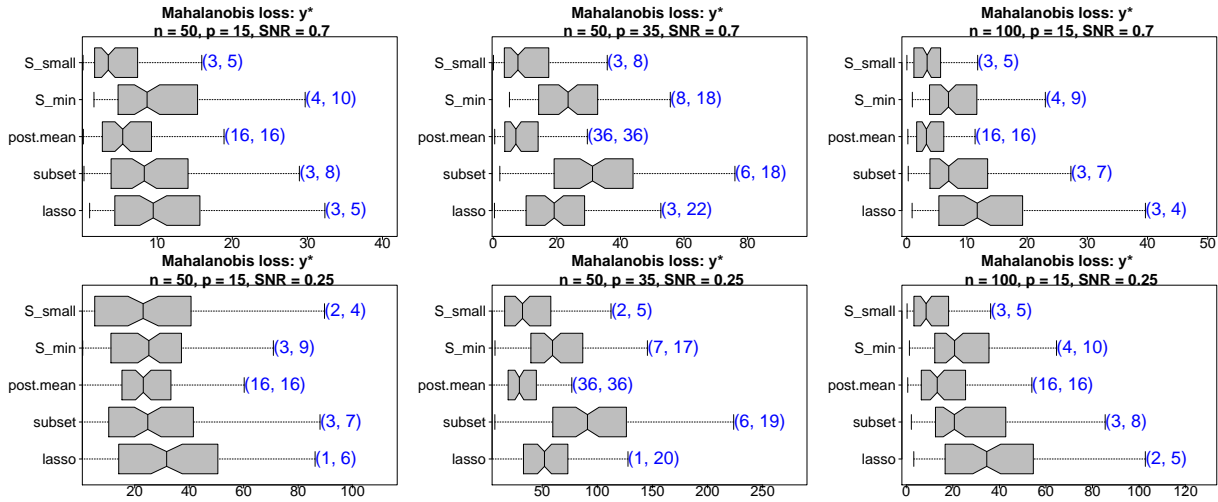 Mahalanobis loss: y*
n = 50, p = 15, SNR = 0.7
S_small
(3, 5)
S_min
(4, 10)
post.mean
(16, 16)
subset
(3, 8)
lasso
(3, 5)
10 20 30 40
Mahalanobis loss: y*
n = 50, p = 35, SNR = 0.7
S_small
(3, 8)
S_min
(8, 18)
post.mean
(36, 36)
subset
(6, 18)
lasso
(3, 22)
0 20 40 60 80
Mahalanobis loss: y*
n = 100, p = 15, SNR = 0.7
S_small
(3, 5)
S_min
(4, 9)
post.mean
(16, 16)
subset
(3, 7)
lasso
(3, 4)
0 10 20 30 40 50
Mahalanobis loss: y*
n = 50, p = 15, SNR = 0.25
S_small
(2, 4)
S_min
(3, 9)
post.mean
(16, 16)
subset
(3, 7)
lasso
(1, 6)
20 40 60 80 100
Mahalanobis loss: y*
n = 50, p = 35, SNR = 0.25
S_small
(2, 5)
S_min
(7, 17)
post.mean
(36, 36)
subset
(6, 19)
lasso
(1, 20)
50 100 150 200 250
Mahalanobis loss: y*
n = 100, p = 15, SNR = 0.25
S_small
(3, 5)
S_min
(4, 10)
post.mean
(16, 16)
subset
(3, 8)
lasso
(2, 5)
0 20 40 60 80 100 120